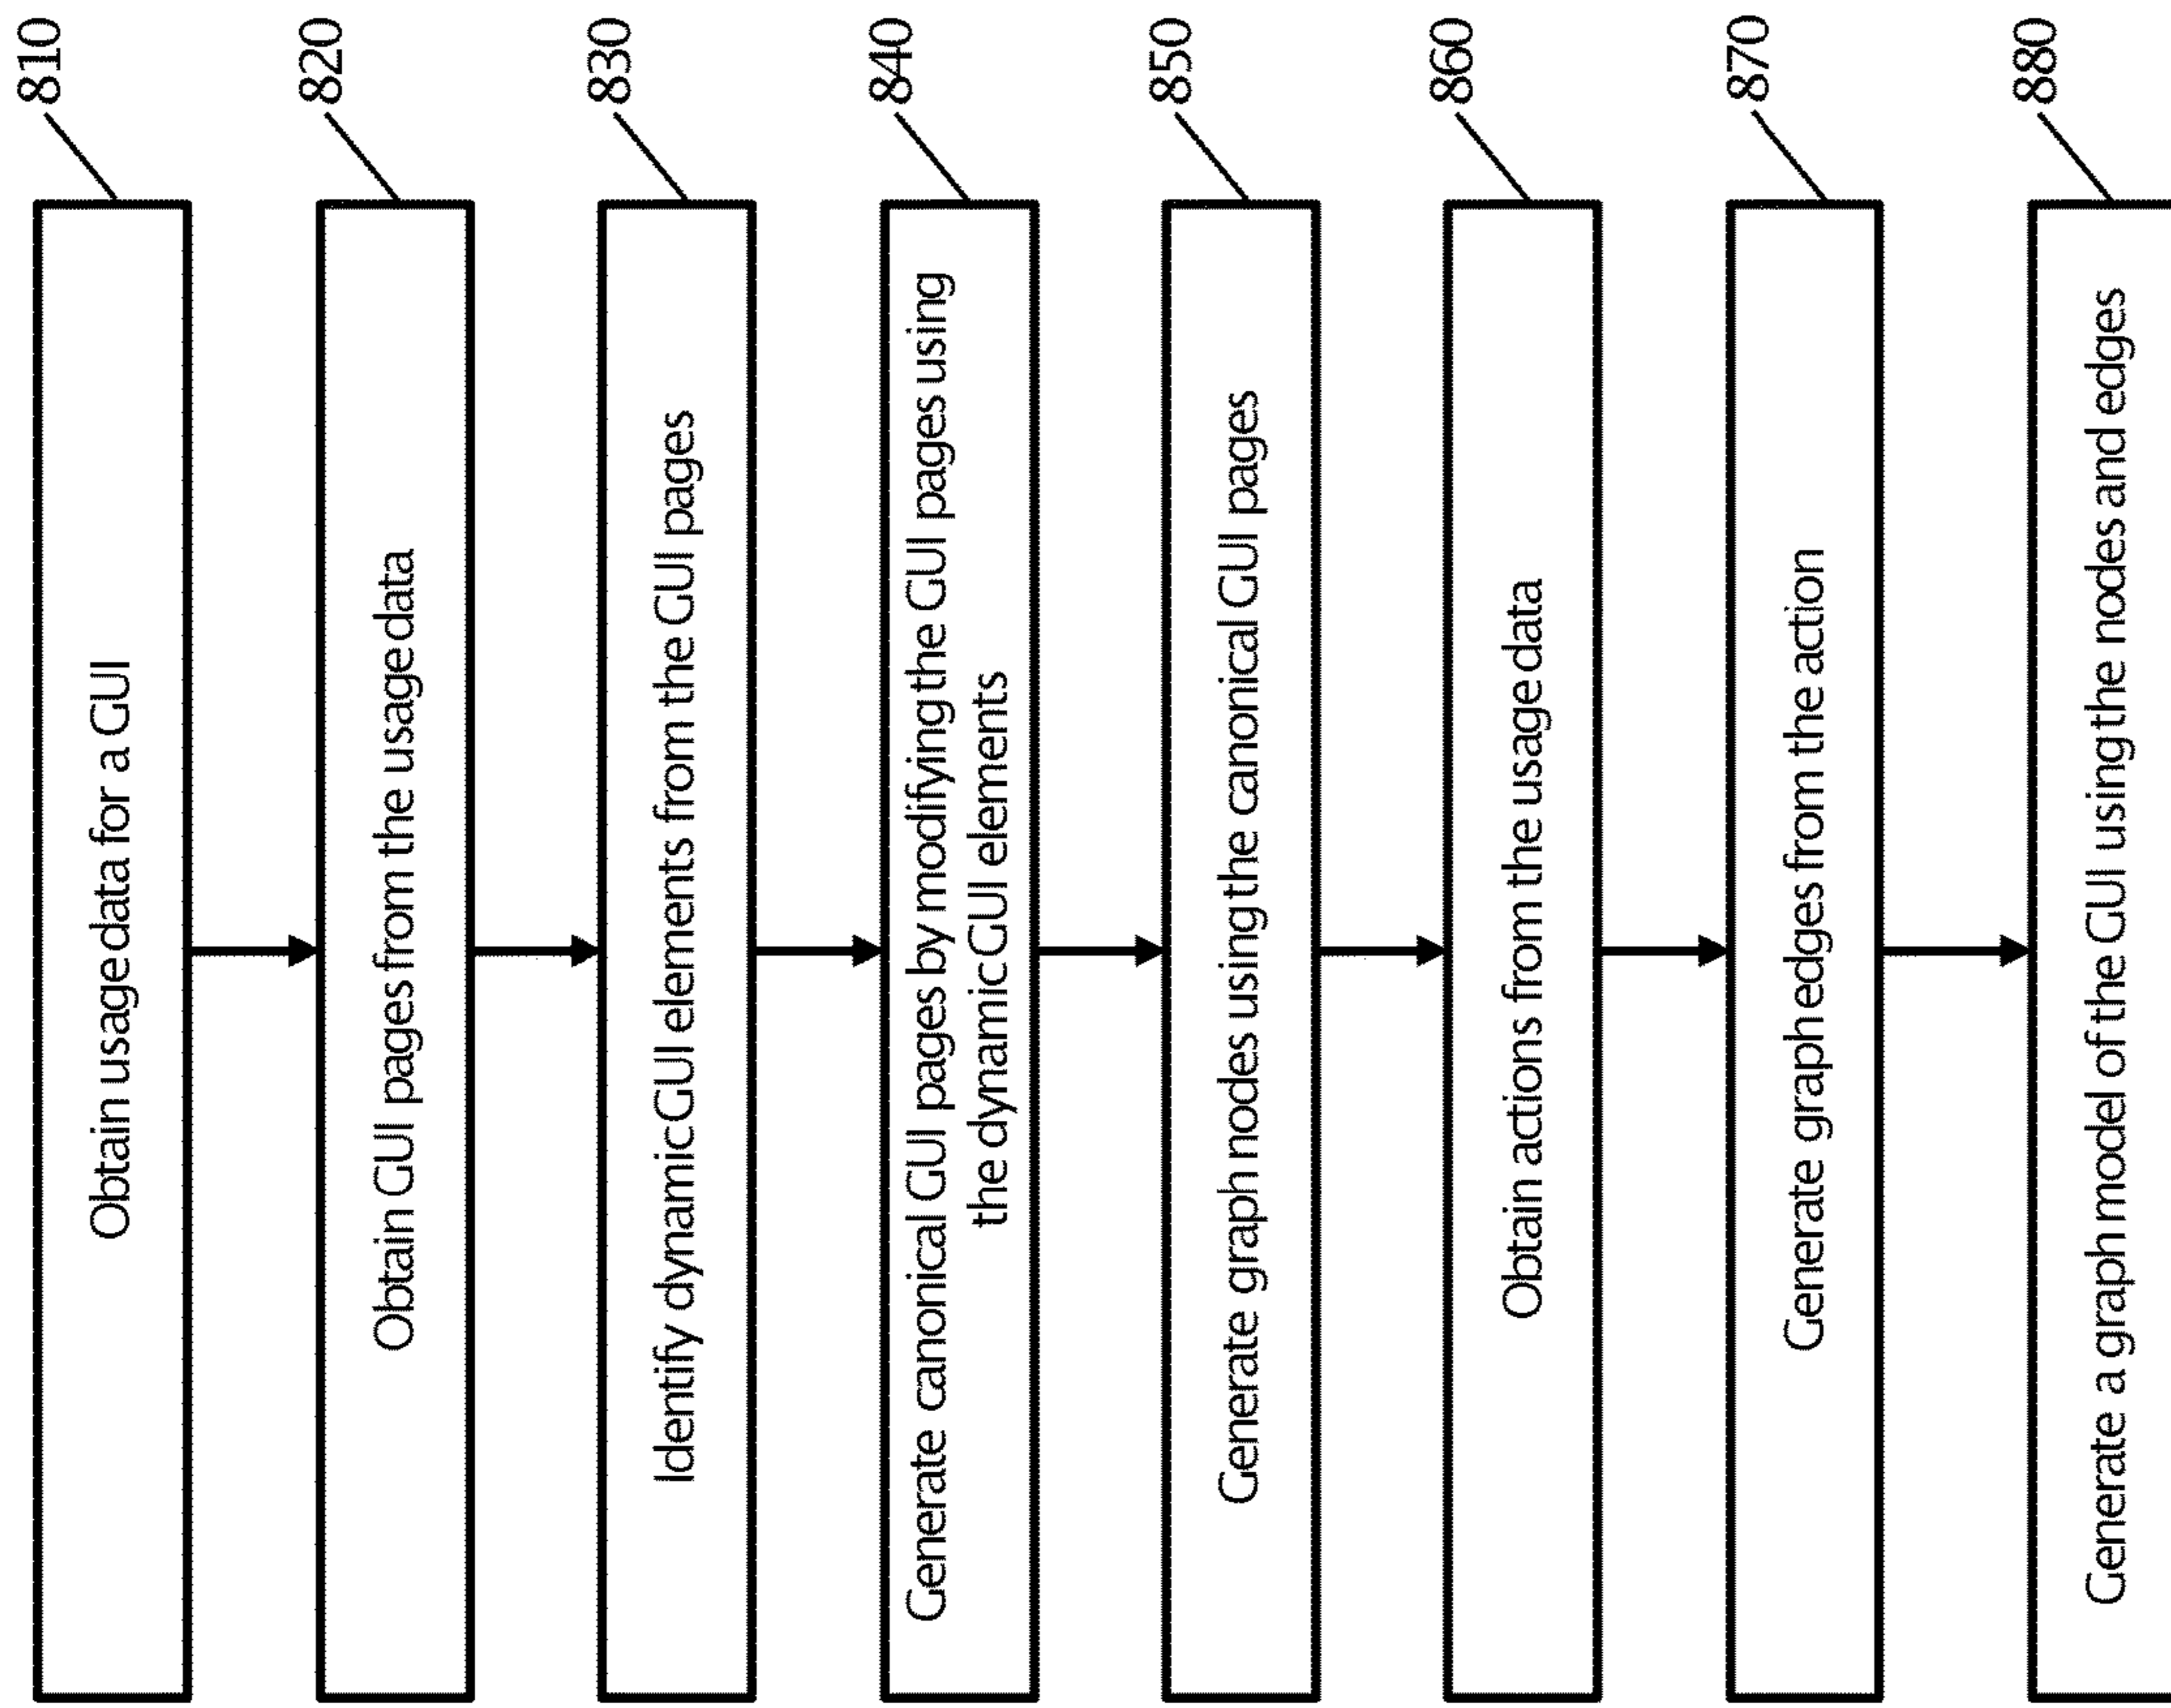 810
Obtain usage data for a GUI
820
Obtain GUI pages from the usage data
830
Identify dynamic GUI elements from the GUI pages
840
Generate canonical GUI pages by modifying the GUI pages using
the dynamic GUI elements
850
Generate graph nodes using the canonical GUI pages
860
Obtain actions from the usage data
870
Generate graph edges from the action
880
Generate a graph model of the GUI using the nodes and edges